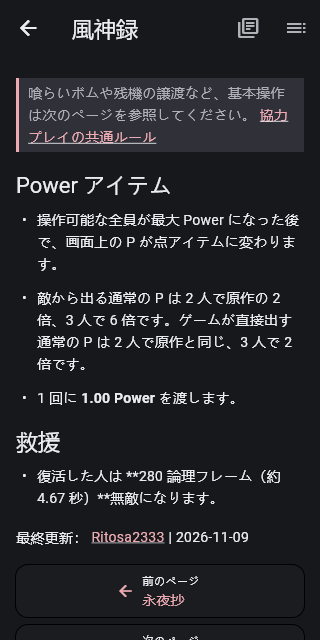 風神録
喰らいボムや残機の譲渡など、基本操作
は次のページを参照してください。 協力
プレイの共通ルール
Power アイテム
・ 操作可能な全員が最大 Power になった後
で、画面上の P が点アイテムに変わりま
す。
・ 敵から出る通常の P は 2 人で原作の 2
倍、3 人で 6 倍です。ゲームが直接出す
通常の P は 2 人で原作と同じ、3 人で 2
倍です。
・ 1 回に 1.00 Power を渡します。
救援
・ 復活した人は **280 論理フレーム（約
4.67 秒）**無敵になります。
最終更新： Ritosa2333 | 2026-11-09
前のページ
永夜抄
次のページ